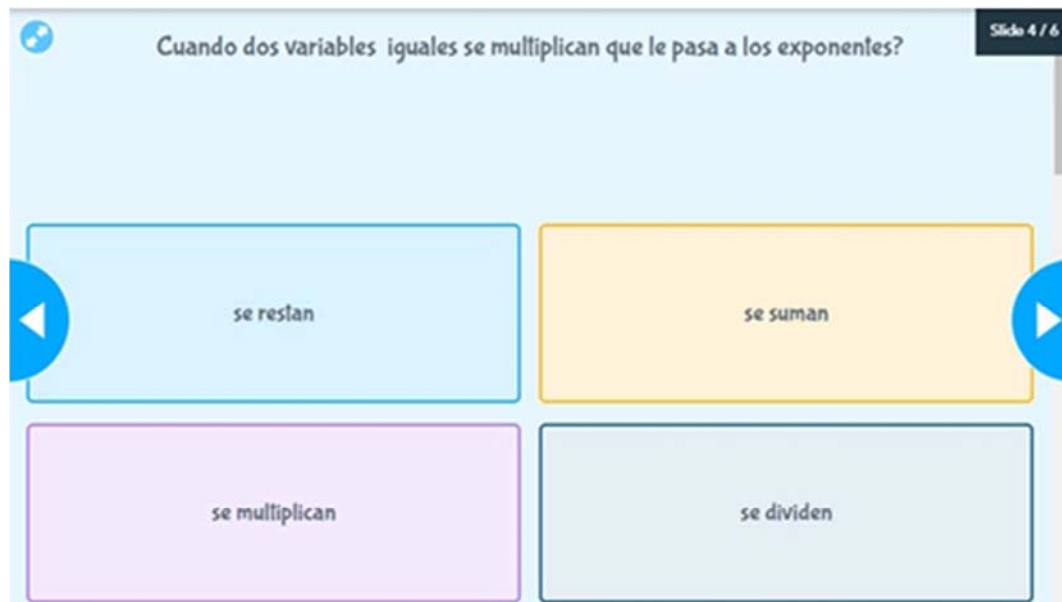 Cuando dos variables iguales se multiplican que le pasa a los exponentes?
Slide 4 / 6
se restan
se suman
se multiplican
se dividen